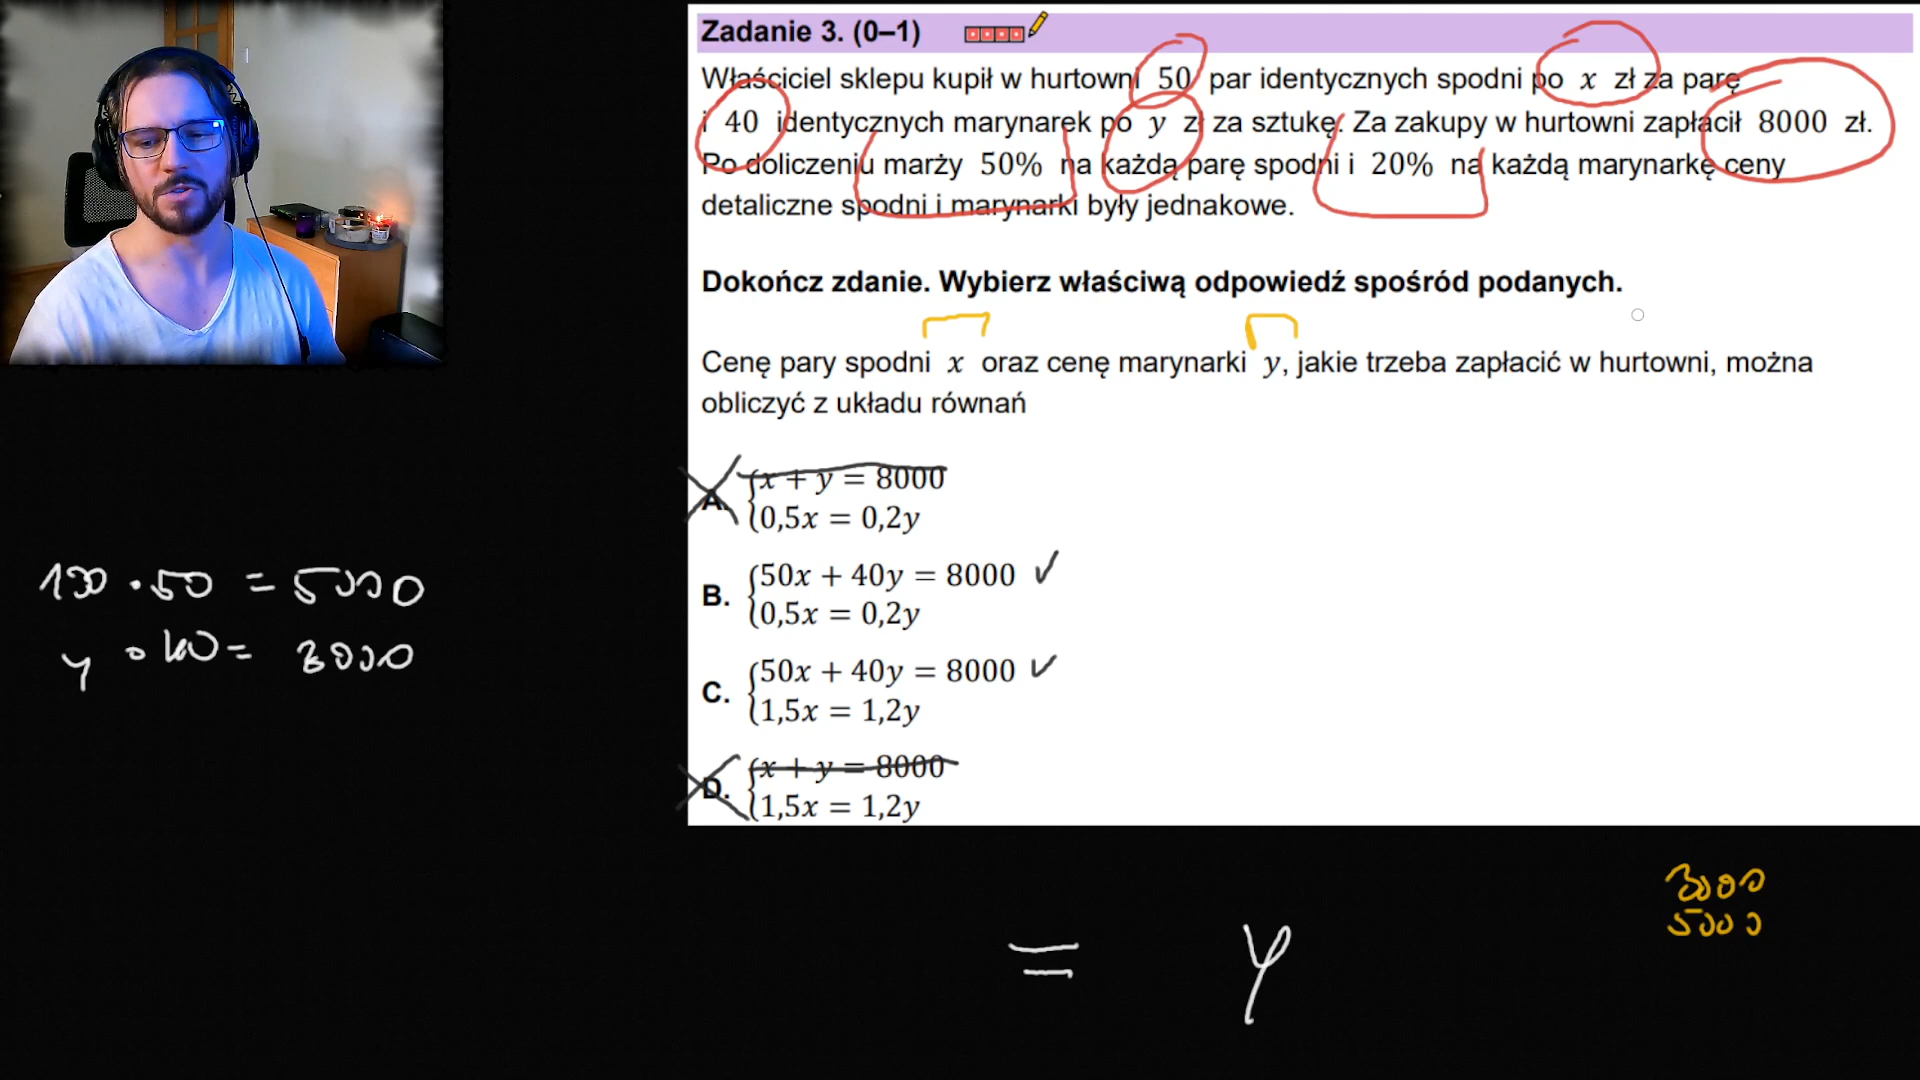 Zadanie 3. (0–1)
Właściciel sklepu kupił w hurtowni 50 par identycznych spodni po x zł za parę
i 40 identycznych marynarek po y zł za sztukę. Za zakupy w hurtowni zapłacił 8000 zł.
Po doliczeniu marży 50% na każdą parę spodni i 20% na każdą marynarkę ceny
detaliczne spodni i marynarki były jednakowe.
Dokończ zdanie. Wybierz właściwą odpowiedź spośród podanych.
Cenę pary spodni x oraz cenę marynarki y, jakie trzeba zapłacić w hurtowni, można
obliczyć z układu równań
A. {x + y = 8000
{0,5x = 0,2y
B. {50x + 40y = 8000 ✓
{0,5x = 0,2y
C. {50x + 40y = 8000 ✓
{1,5x = 1,2y
D. {x + y = 8000
{1,5x = 1,2y
100 · 50 = 5000
y · 40 = 3000
= y
3000
5000